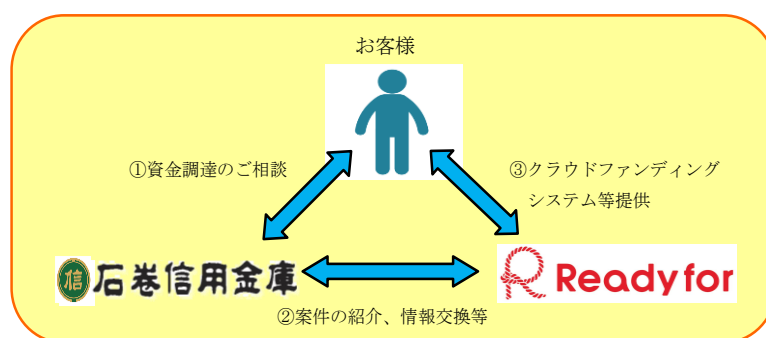 お客様
①資金調達のご相談
③クラウドファンディング
システム等提供
信 石巻信用金庫
Readyfor
②案件の紹介、情報交換等